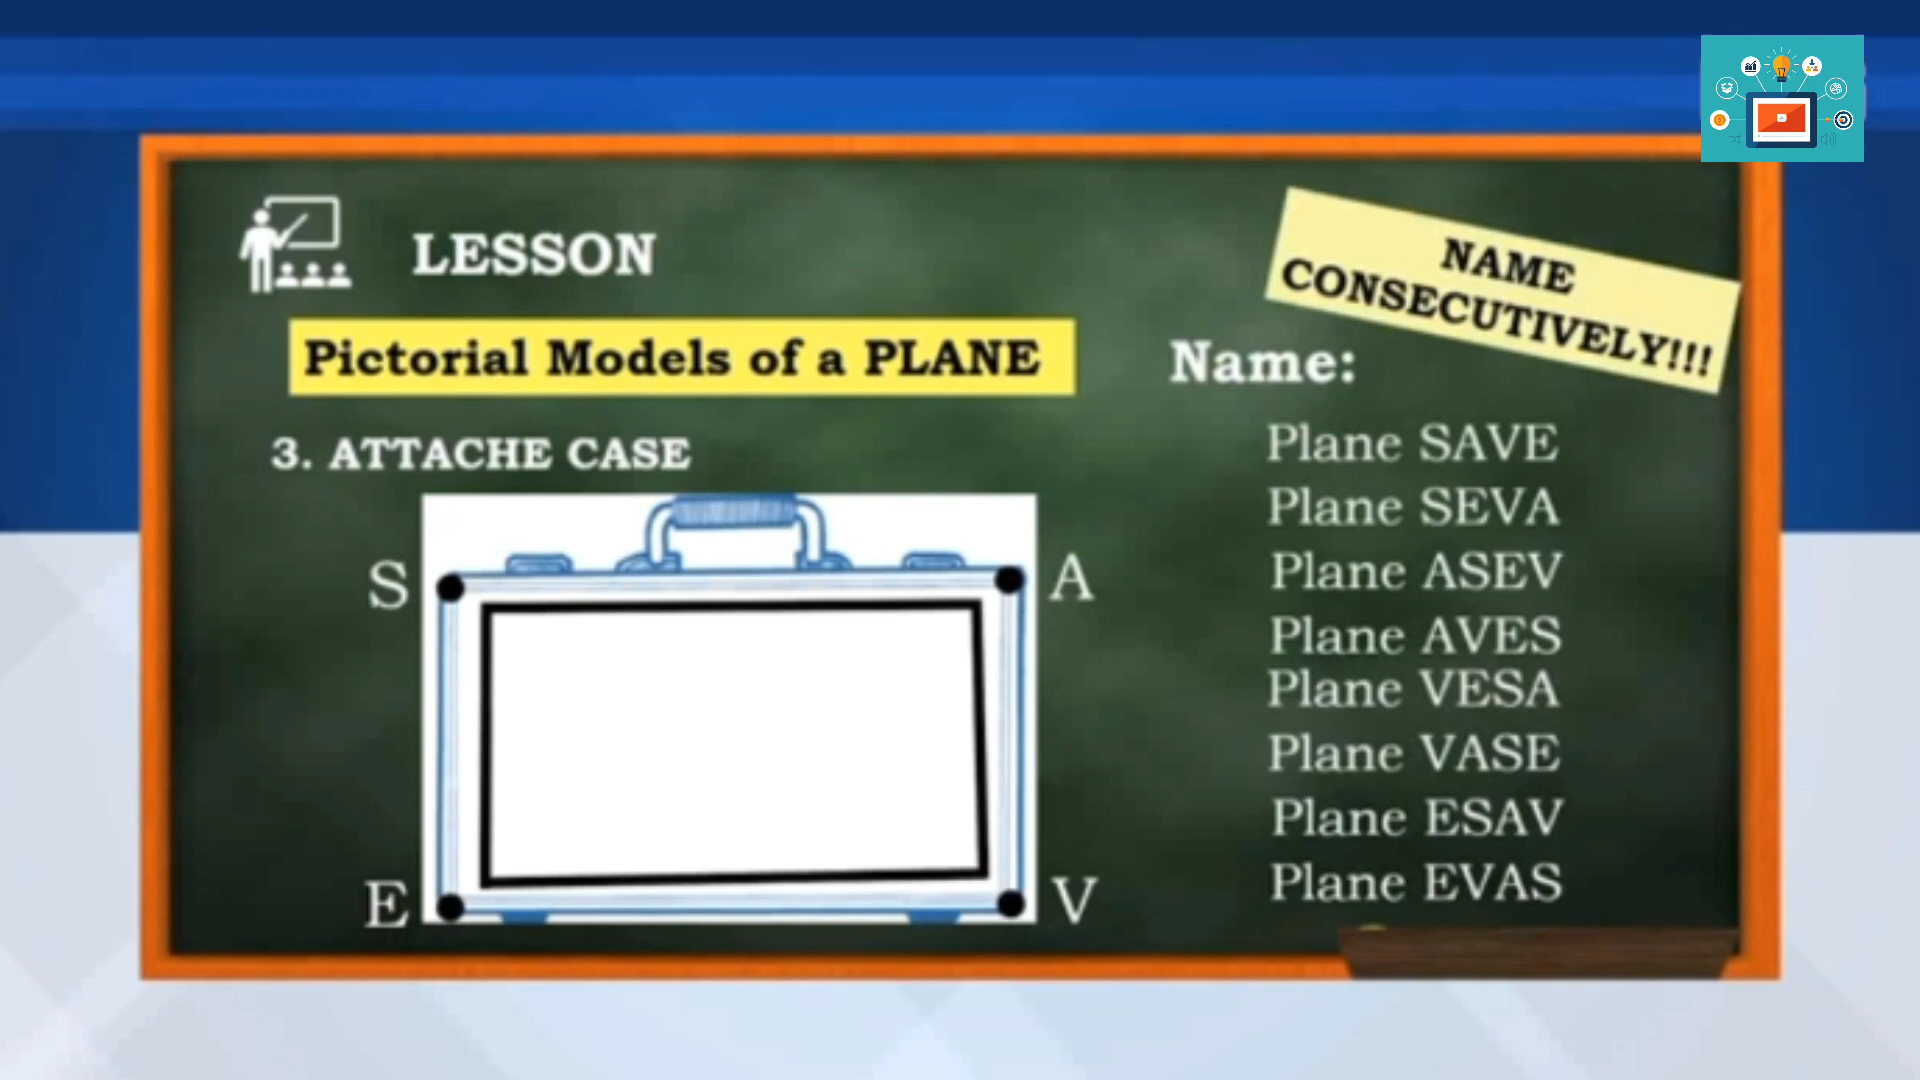 LESSON
NAME
CONSECUTIVELY!!!
Pictorial Models of a PLANE
Name:
3. ATTACHE CASE
S
A
E
V
Plane SAVE
Plane SEVA
Plane ASEV
Plane AVES
Plane VESA
Plane VASE
Plane ESAV
Plane EVAS